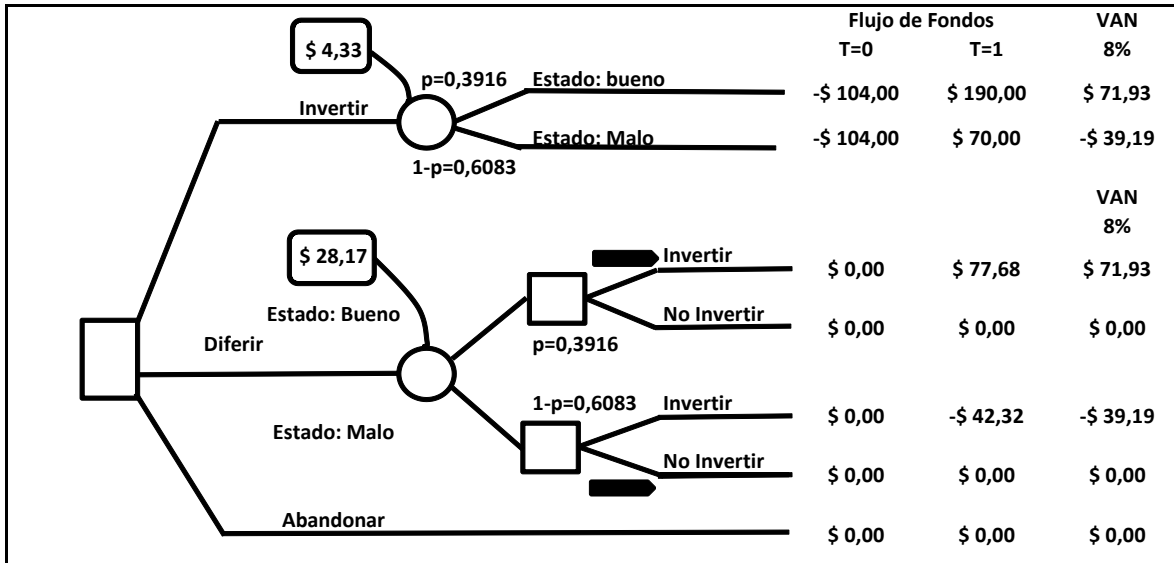 Flujo de Fondos VAN
T=0 T=1 8%
$ 4,33
p=0,3916 Estado: bueno -$ 104,00 $ 190,00 $ 71,93
Invertir
Estado: Malo -$ 104,00 $ 70,00 -$ 39,19
1-p=0,6083
VAN
8%
$ 28,17 Invertir $ 0,00 $ 77,68 $ 71,93
Estado: Bueno No Invertir $ 0,00 $ 0,00 $ 0,00
Diferir p=0,3916
1-p=0,6083 Invertir $ 0,00 -$ 42,32 -$ 39,19
Estado: Malo
No Invertir $ 0,00 $ 0,00 $ 0,00
Abandonar $ 0,00 $ 0,00 $ 0,00